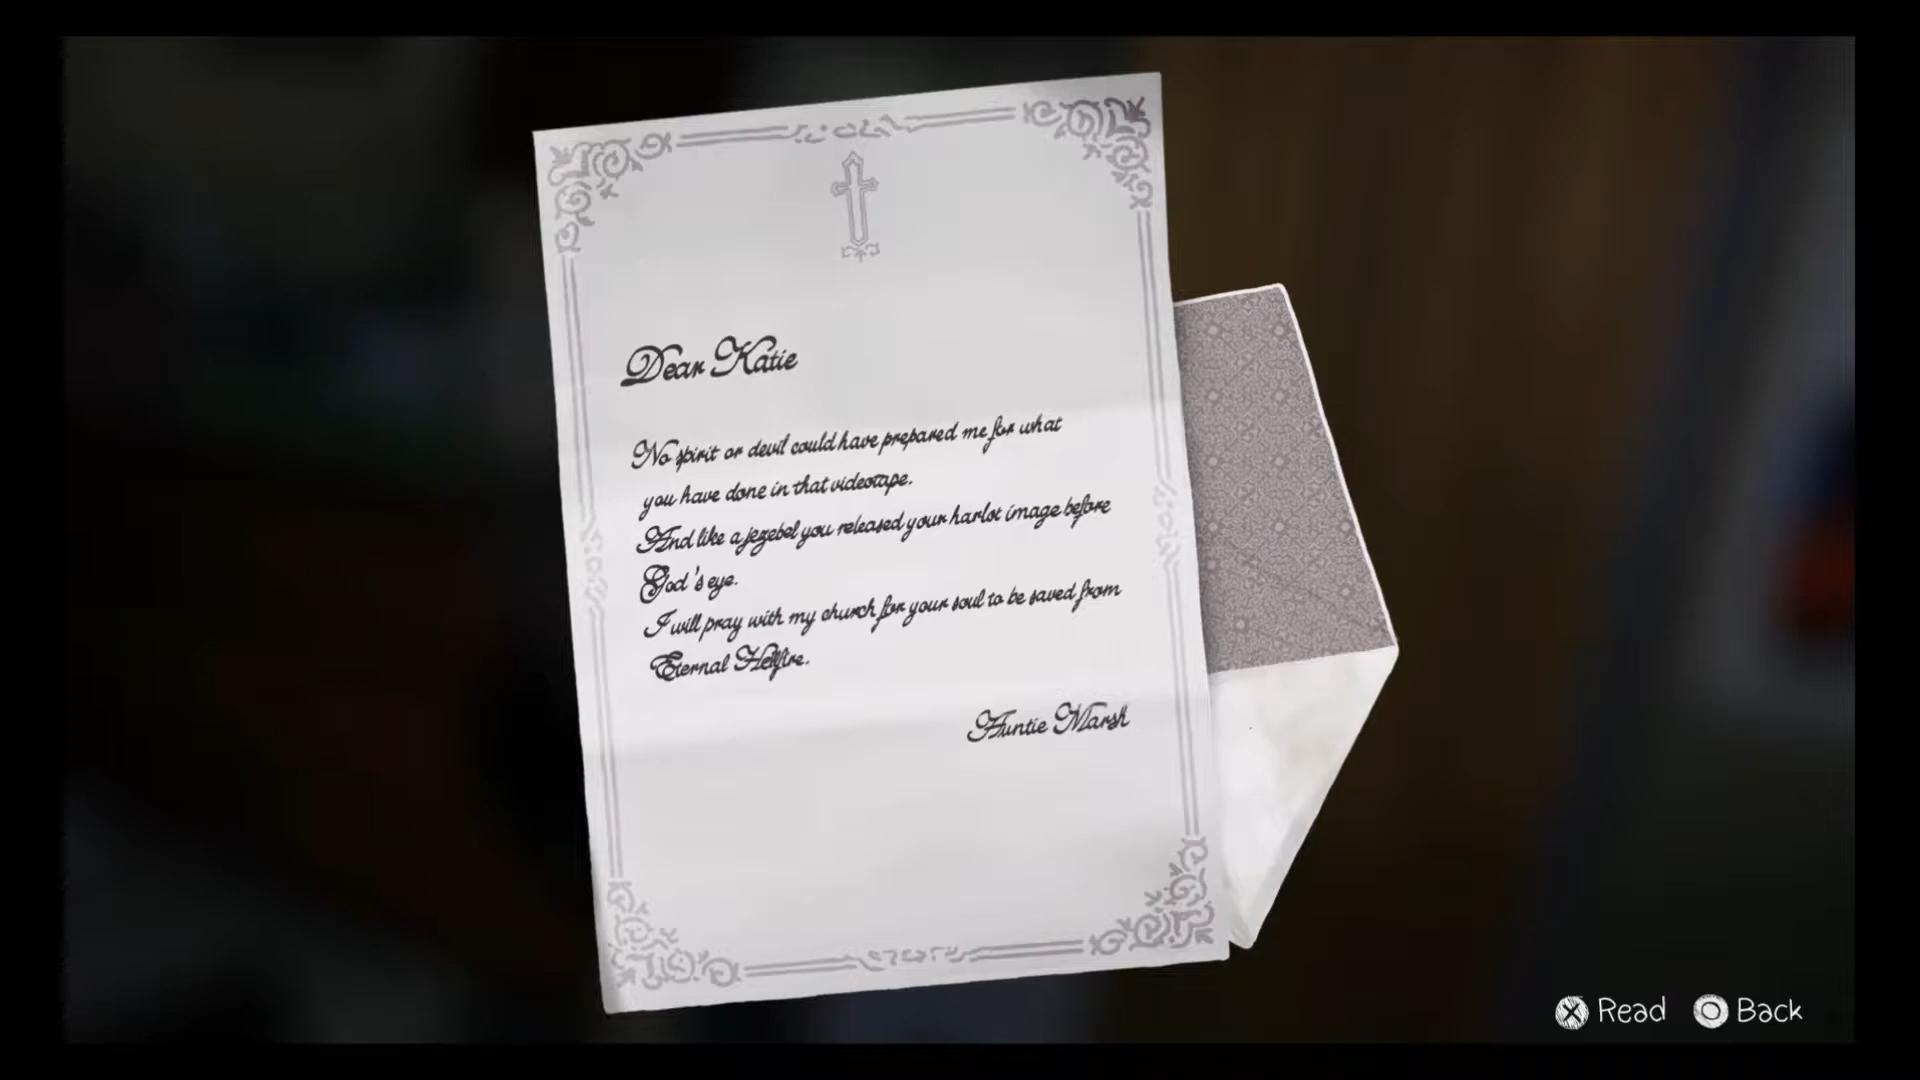 Dear Katie
No spirit or devil could have prepared me for what
you have done in that videotape.
And like a jezebel you released your harlot image before
God's eye.
I will pray with my church for your soul to be saved from
Eternal Hellfire.
Auntie Marsh
Read
Back